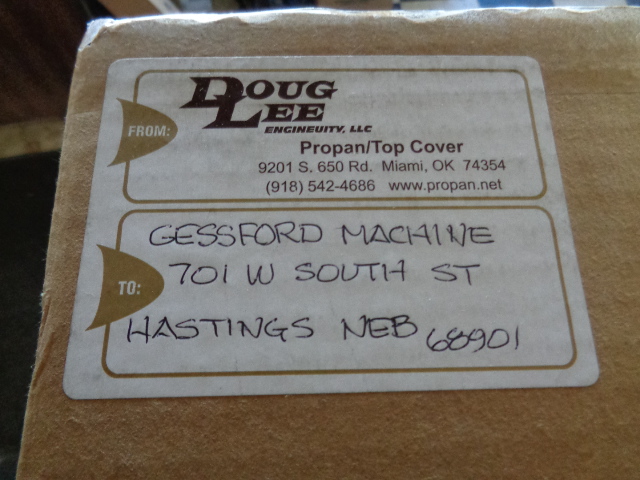 FROM:
DOUG
LEE
ENGINEUITY, LLC
Propan/Top Cover
9201 S. 650 Rd. Miami, OK 74354
(918) 542-4686 www.propan.net
TO:
GESSFORD MACHINE
701 W SOUTH ST
HASTINGS NEB 68901